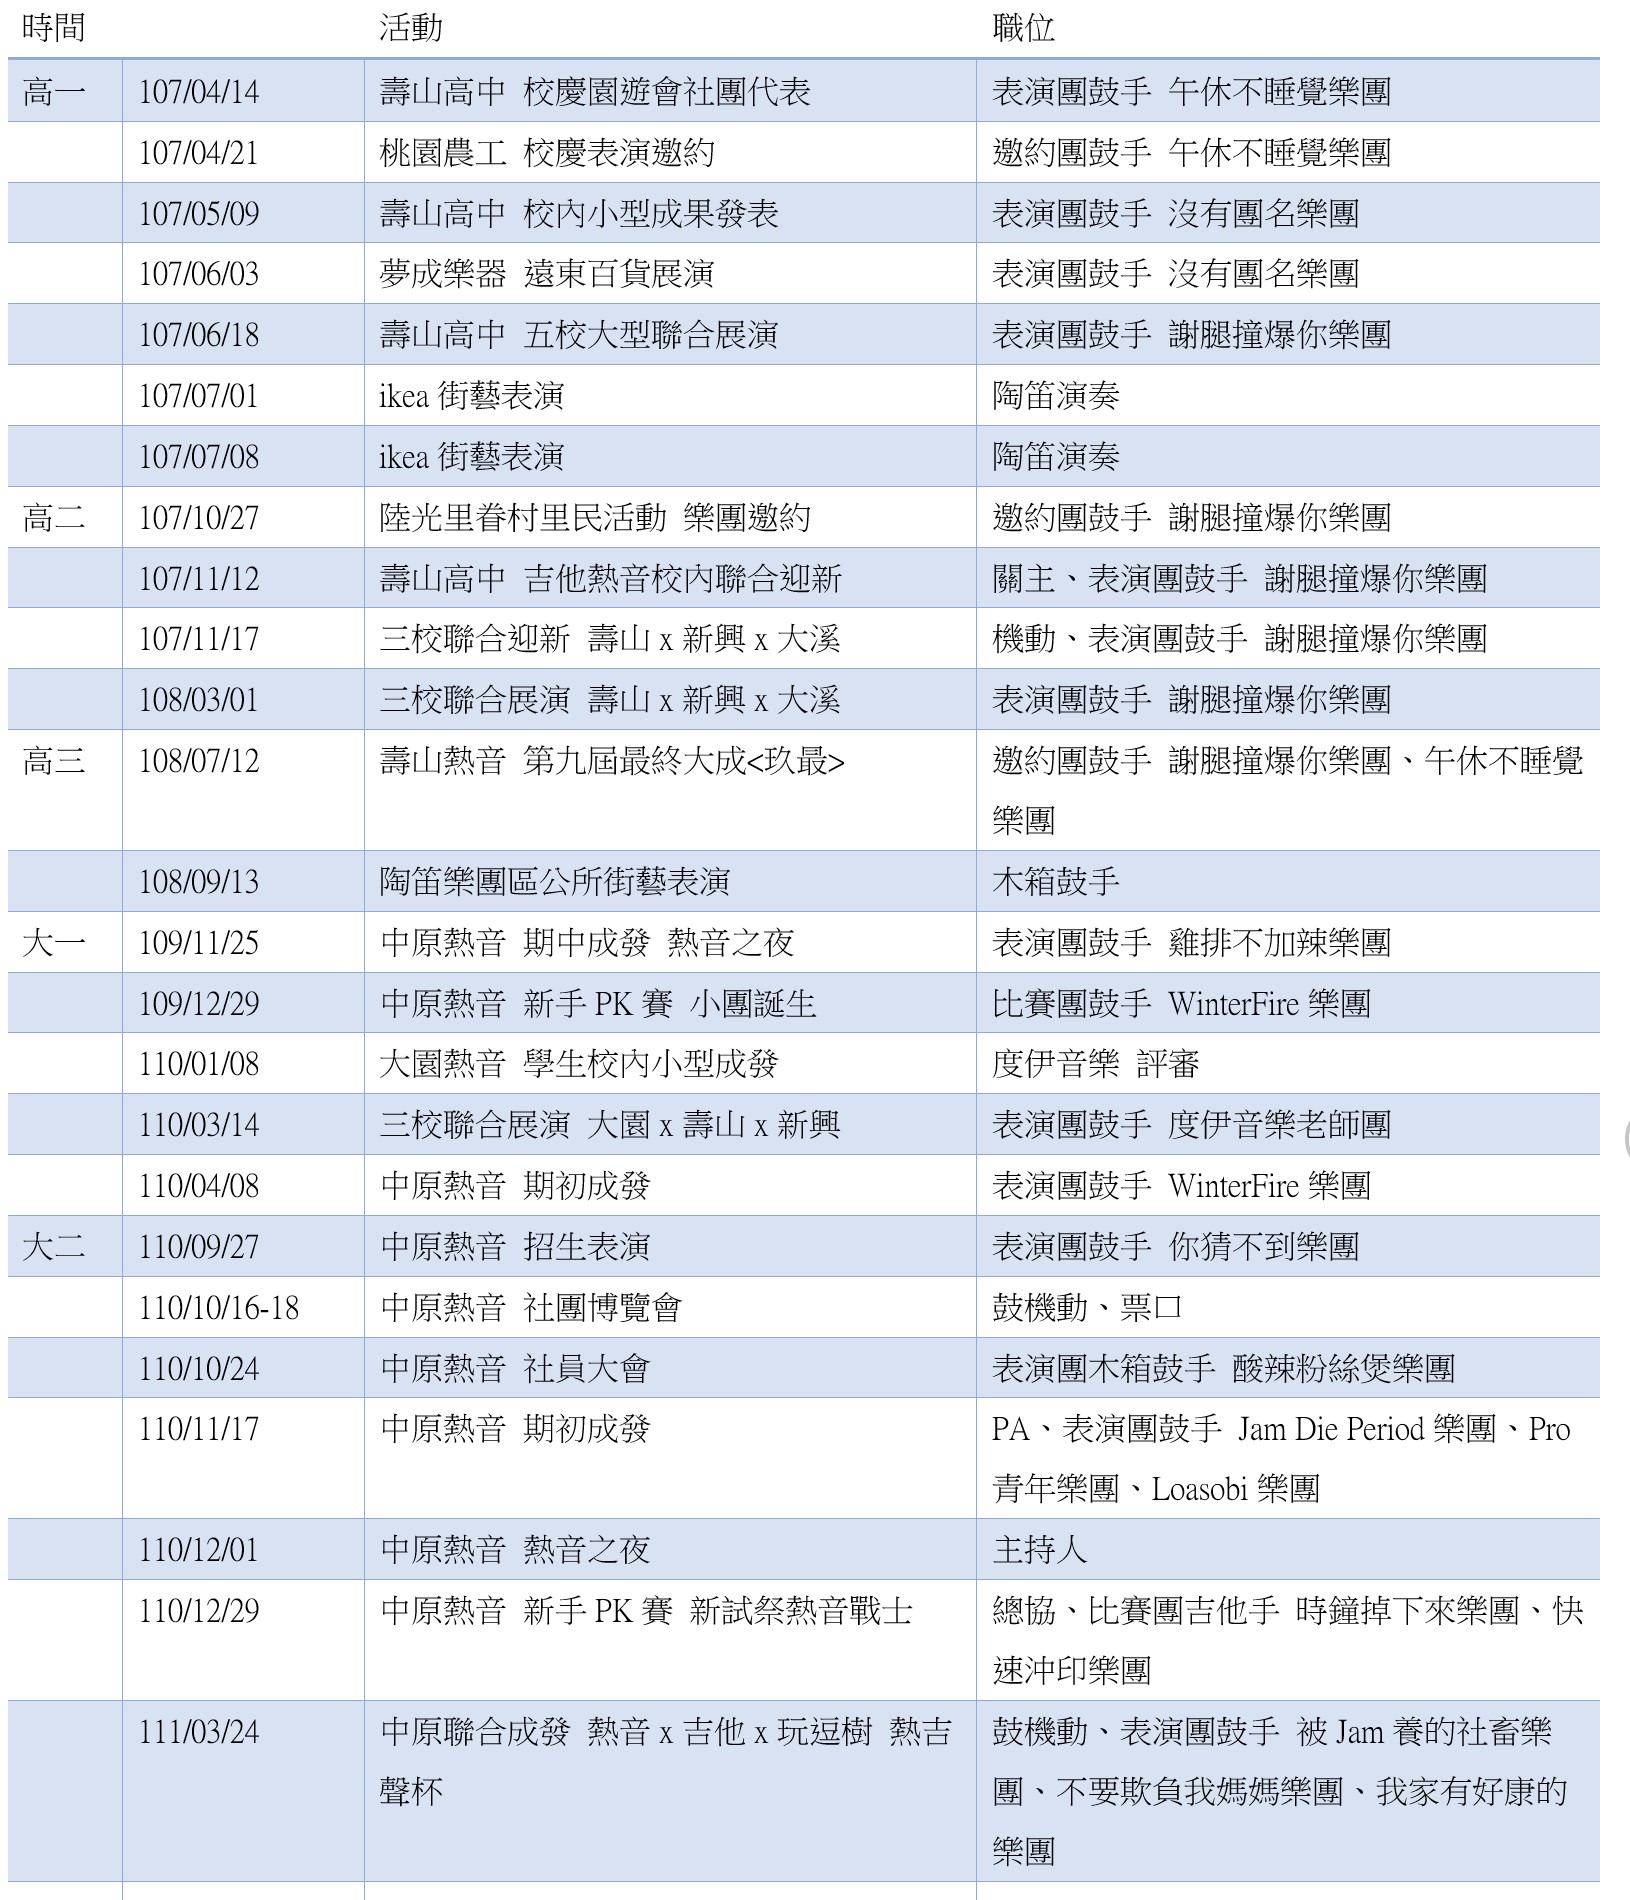 時間 活動 職位
高一 107/04/14 壽山高中 校慶園遊會社團代表 表演團鼓手 午休不睡覺樂團
107/04/21 桃園農工 校慶表演邀約 邀約團鼓手 午休不睡覺樂團
107/05/09 壽山高中 校內小型成果發表 表演團鼓手 沒有團名樂團
107/06/03 夢成樂器 遠東百貨展演 表演團鼓手 沒有團名樂團
107/06/18 壽山高中 五校大型聯合展演 表演團鼓手 謝腿撞爆你樂團
107/07/01 ikea 街藝表演 陶笛演奏
107/07/08 ikea 街藝表演 陶笛演奏
高二 107/10/27 陸光里眷村里民活動 樂團邀約 邀約團鼓手 謝腿撞爆你樂團
107/11/12 壽山高中 吉他熱音校內聯合迎新 關主、表演團鼓手 謝腿撞爆你樂團
107/11/17 三校聯合迎新 壽山 x 新興 x 大溪 機動、表演團鼓手 謝腿撞爆你樂團
108/03/01 三校聯合展演 壽山 x 新興 x 大溪 表演團鼓手 謝腿撞爆你樂團
高三 108/07/12 壽山熱音 第九屆最終大成<玖最> 邀約團鼓手 謝腿撞爆你樂團、午休不睡覺
樂團
108/09/13 陶笛樂團區公所街藝表演 木箱鼓手
大一 109/11/25 中原熱音 期中成發 熱音之夜 表演團鼓手 雞排不加辣樂團
109/12/29 中原熱音 新手 PK 賽 小團誕生 比賽團鼓手 WinterFire 樂團
110/01/08 大園熱音 學生校內小型成發 度伊音樂 評審
110/03/14 三校聯合展演 大園 x 壽山 x 新興 表演團鼓手 度伊音樂老師團
110/04/08 中原熱音 期初成發 表演團鼓手 WinterFire 樂團
大二 110/09/27 中原熱音 招生表演 表演團鼓手 你猜不到樂團
110/10/16-18 中原熱音 社團博覽會 鼓機動、票口
110/10/24 中原熱音 社員大會 表演團木箱鼓手 酸辣粉絲煲樂團
110/11/17 中原熱音 期初成發 PA、表演團鼓手 Jam Die Period 樂團、Pro
青年樂團、Loasobi 樂團
110/12/01 中原熱音 熱音之夜 主持人
110/12/29 中原熱音 新手 PK 賽 新試祭熱音戰士 總協、比賽團吉他手 時鐘掉下來樂團、快
速沖印樂團
111/03/24 中原聯合成發 熱音 x 吉他 x 玩逗樹 熱吉 鼓機動、表演團鼓手 被 Jam 養的社畜樂
聲杯 團、不要欺負我媽媽樂團、我家有好康的
樂團